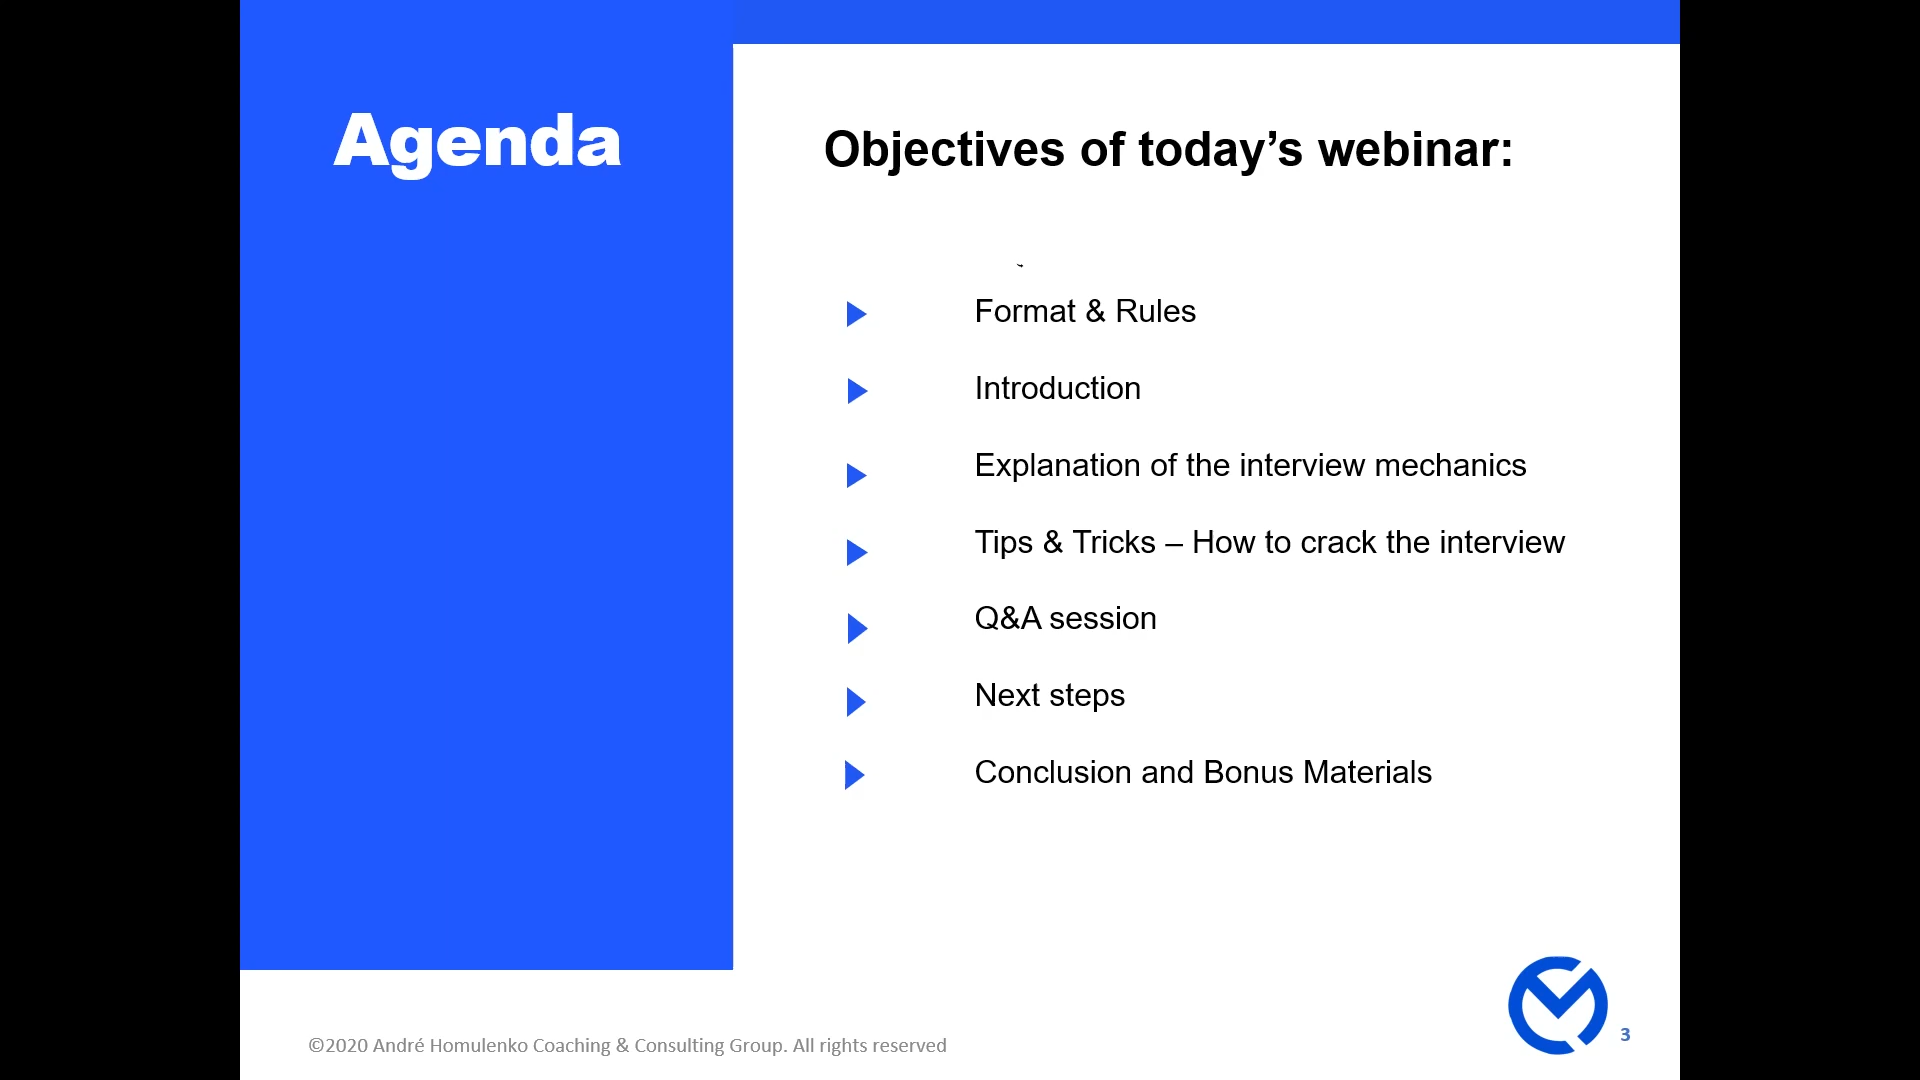 Agenda
Objectives of today’s webinar:
Format & Rules
Introduction
Explanation of the interview mechanics
Tips & Tricks – How to crack the interview
Q&A session
Next steps
Conclusion and Bonus Materials
©2020 André Homulenko Coaching & Consulting Group. All rights reserved
3